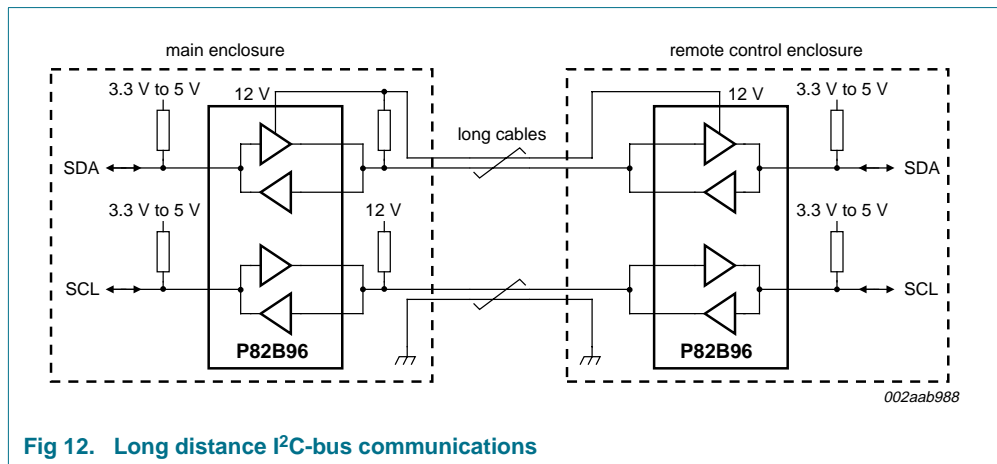 main enclosure
remote control enclosure
3.3 V to 5 V
12 V
12 V
3.3 V to 5 V
long cables
SDA
SDA
3.3 V to 5 V
12 V
3.3 V to 5 V
SCL
SCL
P82B96
P82B96
002aab988
Fig 12. Long distance I²C-bus communications